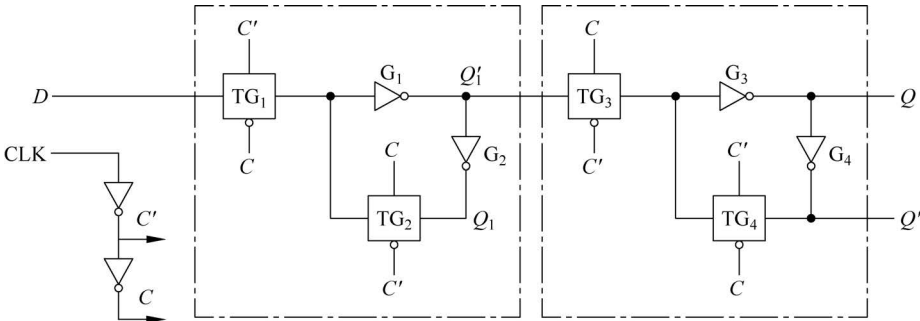 C′ C
D TG₁ G₁ Q′₁ TG₃ G₃ Q
CLK C C G₂ C′ C′ G₄
C′ TG₂ Q₁ TG₄ Q′
C C′ C